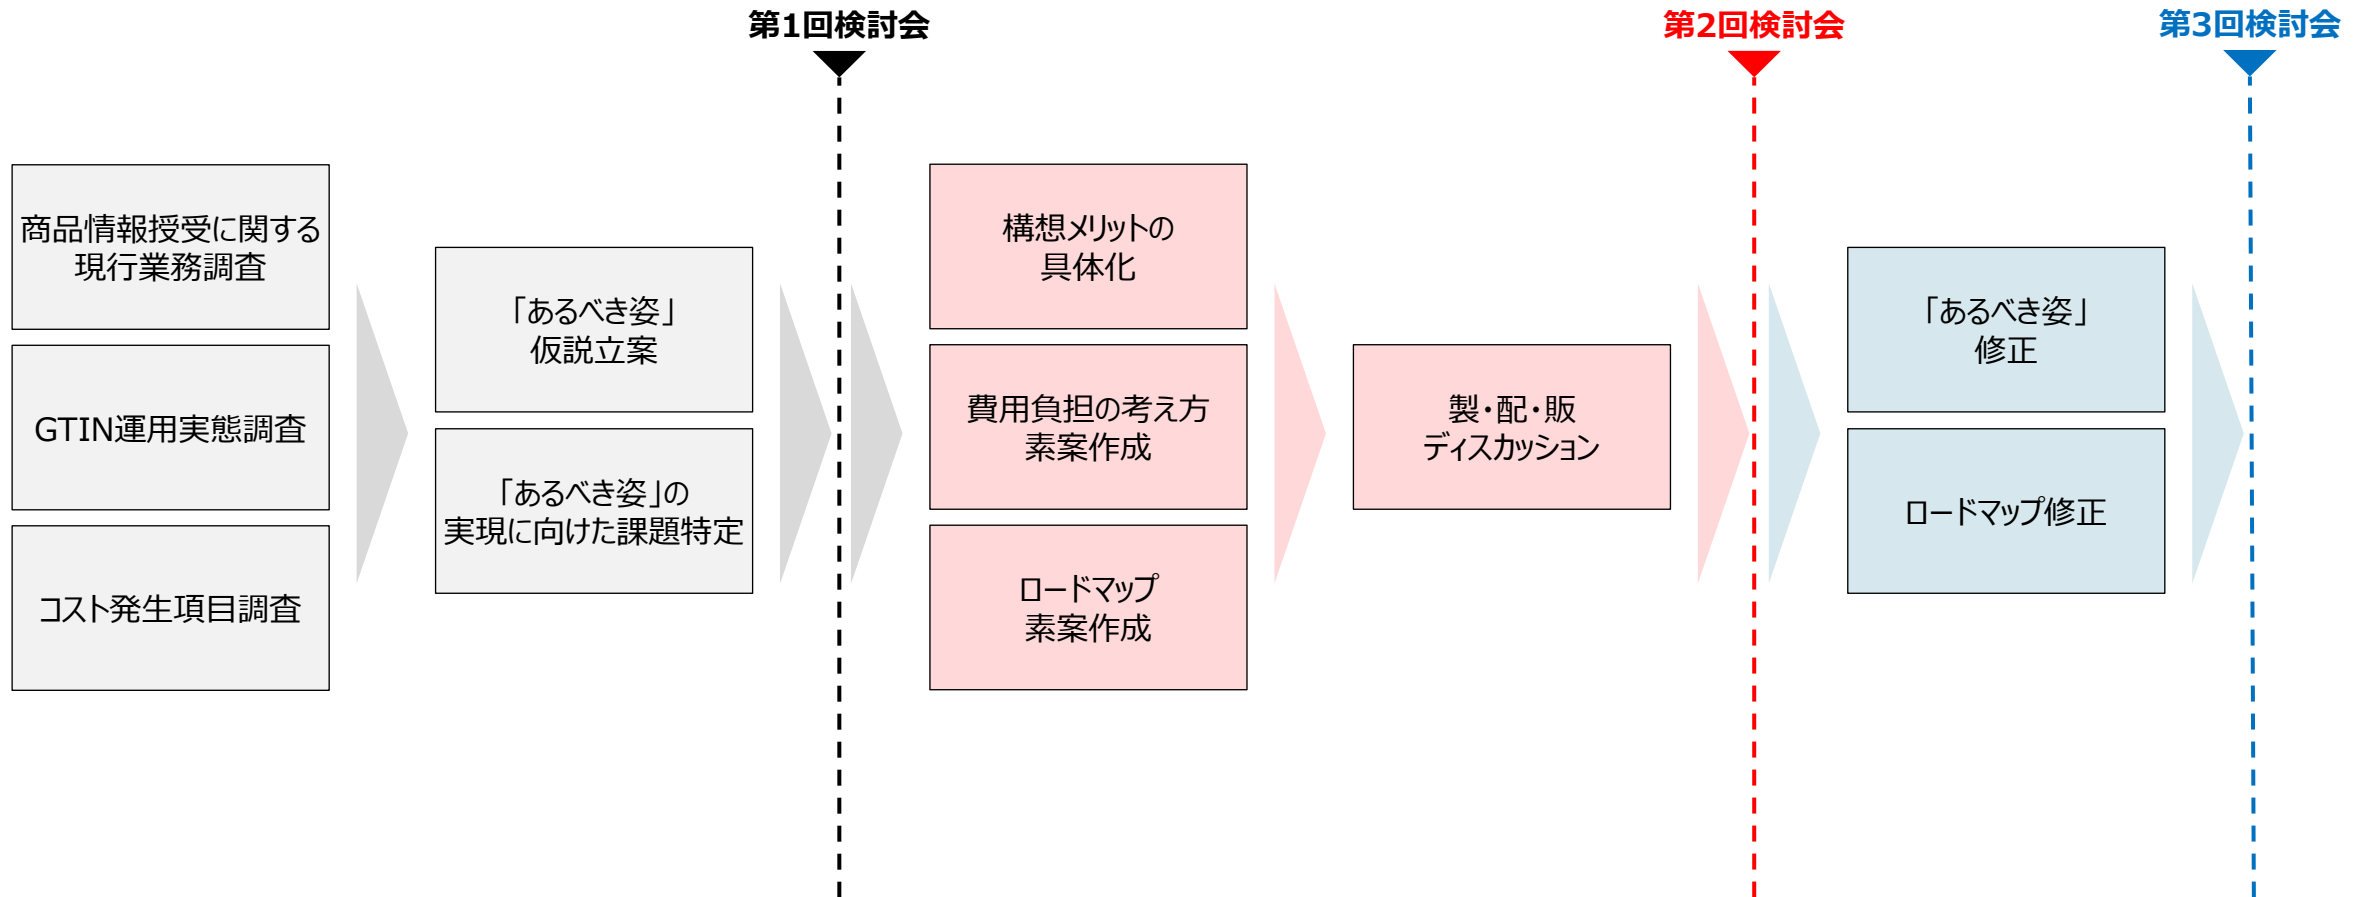 第1回検討会
第2回検討会
第3回検討会
商品情報授受に関する
現行業務調査
GTIN運用実態調査
コスト発生項目調査
「あるべき姿」
仮説立案
「あるべき姿」の
実現に向けた課題特定
構想メリットの
具体化
費用負担の考え方
素案作成
ロードマップ
素案作成
製・配・販
ディスカッション
「あるべき姿」
修正
ロードマップ修正